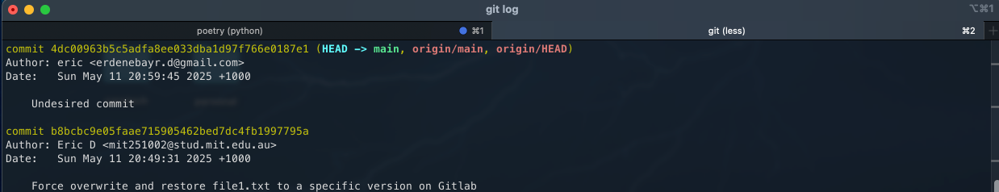 git log
⌥⌘1
poetry (python)
⌘1
git (less)
⌘2
+
commit 4dc00963b5c5adfa8ee033dba1d97f766e0187e1 (HEAD -> main, origin/main, origin/HEAD)
Author: eric <erdenebayr.d@gmail.com>
Date:   Sun May 11 20:59:45 2025 +1000
Undesired commit
commit b8bcbc9e05faae715905462bed7dc4fb1997795a
Author: Eric D <mit251002@stud.mit.edu.au>
Date:   Sun May 11 20:49:31 2025 +1000
Force overwrite and restore file1.txt to a specific version on Gitlab